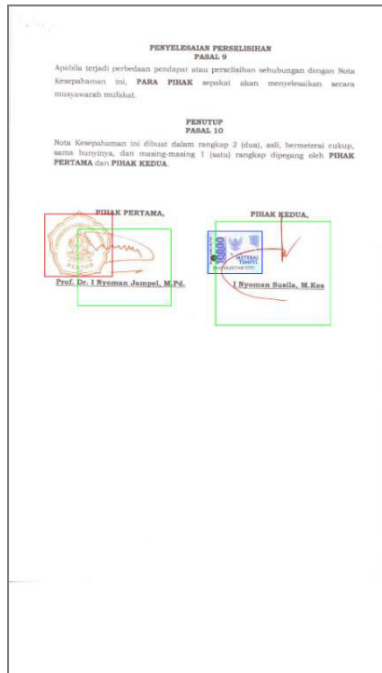 PENYELESAIAN PERSELISIHAN
PASAL 9
Apabila terjadi perbedaan pendapat atau perselisihan sehubungan dengan Nota
Kesepahaman ini, PARA PIHAK sepakat akan menyelesaikan secara
musyawarah mufakat.
PENUTUP
PASAL 10
Nota Kesepahaman ini dibuat dalam rangkap 2 (dua), asli, bermeterai cukup,
sama bunyinya, dan masing-masing 1 (satu) rangkap dipegang oleh PIHAK
PERTAMA dan PIHAK KEDUA.
PIHAK PERTAMA,
PIHAK KEDUA,
10000
METERAI
TEMPEL
REKTOR
Prof. Dr. I Nyoman Jampel, M.Pd.
I Nyoman Susila, M.Kes